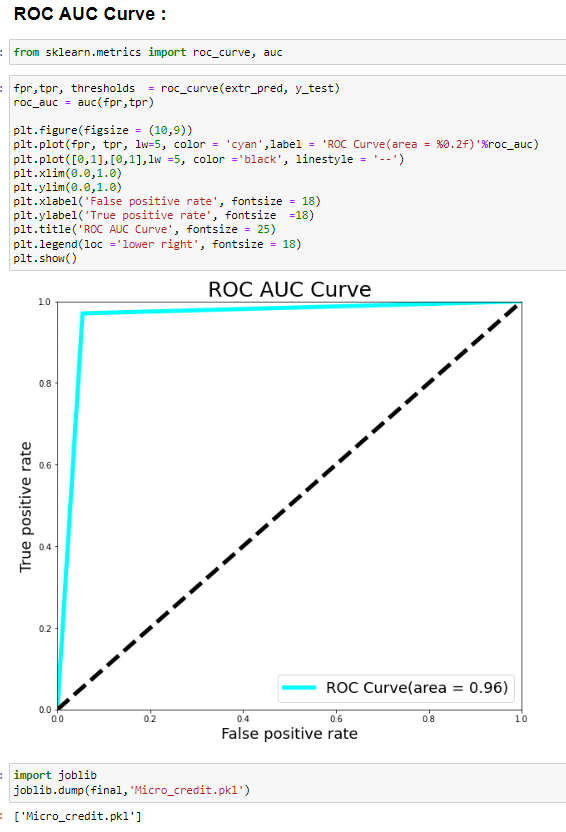 ROC AUC Curve :
: from sklearn.metrics import roc_curve, auc
: fpr,tpr, thresholds  = roc_curve(extr_pred, y_test)
roc_auc = auc(fpr,tpr)
plt.figure(figsize = (10,9))
plt.plot(fpr, tpr, lw=5, color = 'cyan',label = 'ROC Curve(area = %0.2f)'%roc_auc)
plt.plot([0,1],[0,1],lw =5, color ='black', linestyle = '--')
plt.xlim(0.0,1.0)
plt.ylim(0.0,1.0)
plt.xlabel('False positive rate', fontsize = 18)
plt.ylabel('True positive rate', fontsize  =18)
plt.title('ROC AUC Curve', fontsize = 25)
plt.legend(loc ='lower right', fontsize = 18)
plt.show()
ROC AUC Curve
1.0
0.8
0.6
0.4
0.2
0.0
True positive rate
ROC Curve(area = 0.96)
0.0 0.2 0.4 0.6 0.8 1.0
False positive rate
: import joblib
joblib.dump(final,'Micro_credit.pkl')
: ['Micro_credit.pkl']